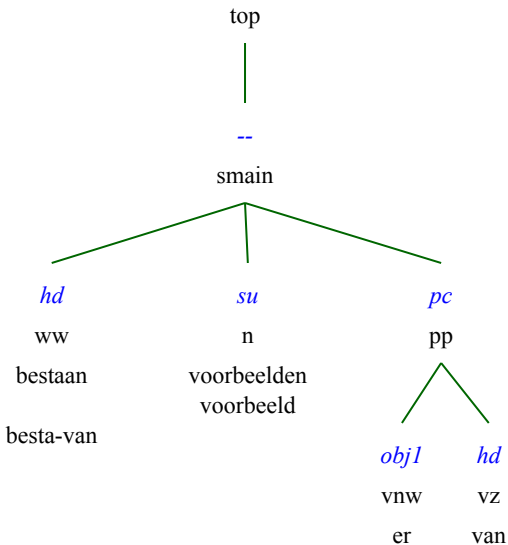 top
--
smain
hd su pc
ww n pp
bestaan voorbeelden
voorbeeld
besta-van
obj1 hd
vnw vz
er van